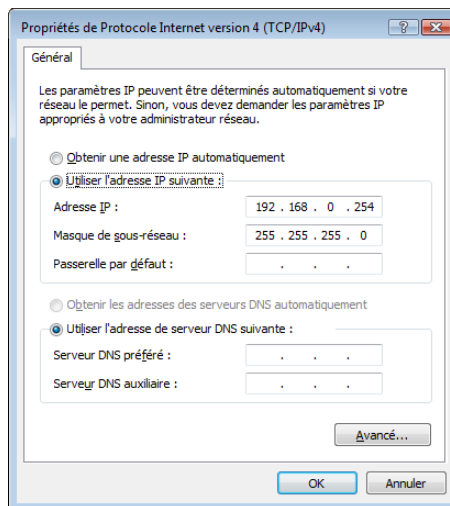 Propriétés de Protocole Internet version 4 (TCP/IPv4)
Général
Les paramètres IP peuvent être déterminés automatiquement si votre
réseau le permet. Sinon, vous devez demander les paramètres IP
appropriés à votre administrateur réseau.
Obtenir une adresse IP automatiquement
Utiliser l'adresse IP suivante :
Adresse IP : 192 . 168 . 0 . 254
Masque de sous-réseau : 255 . 255 . 255 . 0
Passerelle par défaut : . . .
Obtenir les adresses des serveurs DNS automatiquement
Utiliser l'adresse de serveur DNS suivante :
Serveur DNS préféré : . . .
Serveur DNS auxiliaire : . . .
Avancé...
OK Annuler